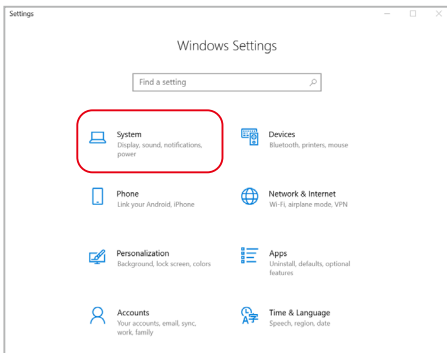 Settings
Windows Settings
Find a setting
System
Display, sound, notifications,
power
Devices
Bluetooth, printers, mouse
Phone
Link your Android, iPhone
Network & Internet
Wi-Fi, airplane mode, VPN
Personalization
Background, lock screen, colors
Apps
Uninstall, defaults, optional
features
Accounts
Your accounts, email, sync,
work, family
Time & Language
Speech, region, date